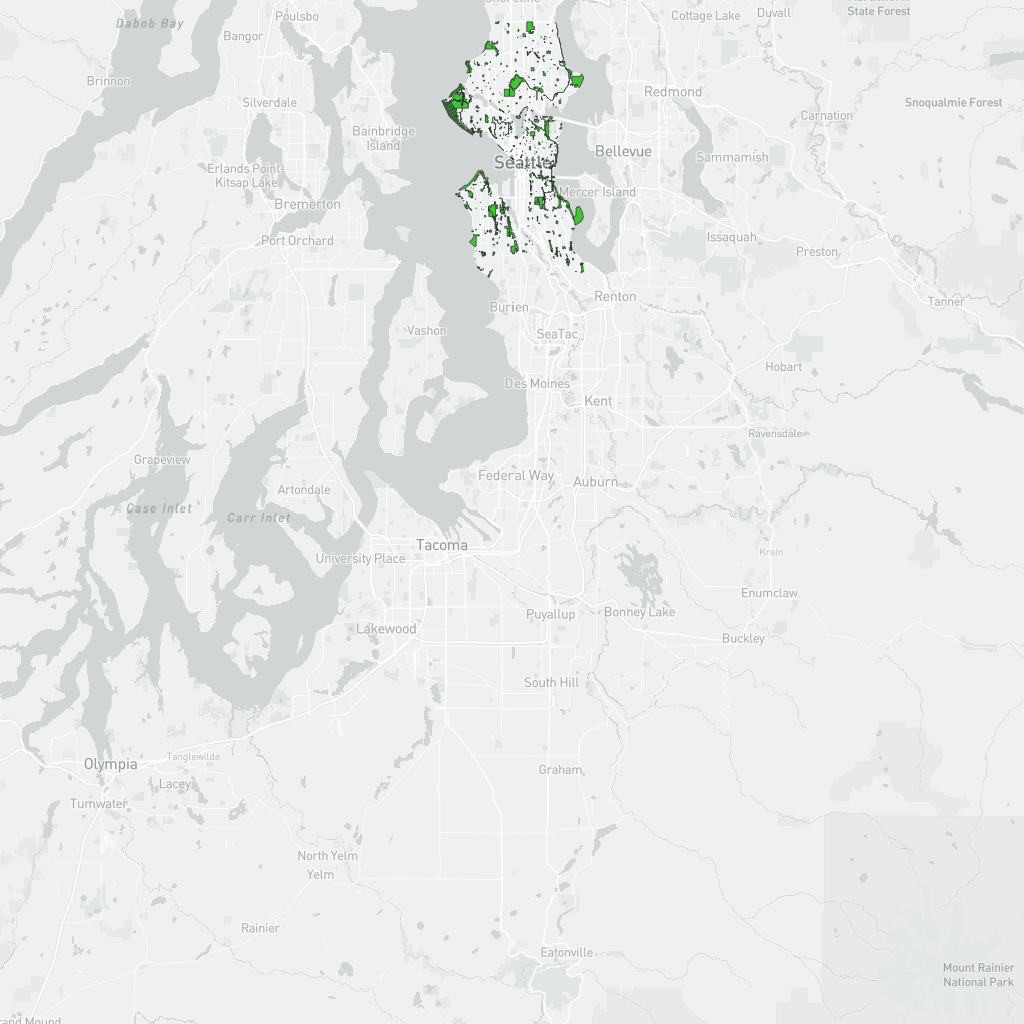 Shoreline
Poulsbo
Duvall
Cottage Lake
State Forest
Dabob Bay
Bangor
Brinnon
Silverdale
Redmond
Snoqualmie Forest
Carnation
Bainbridge
Island
Bellevue
Sammamish
Seattle
Erlands Point-
Kitsap Lake
Mercer Island
Bremerton
Port Orchard
Issaquah
Preston
Renton
Tanner
Burien
Vashon
SeaTac
Hobart
Des Moines
Kent
Ravensdale
Grapeview
Federal Way
Auburn
Artondale
Case Inlet
Carr Inlet
Tacoma
Krain
University Place
Enumclaw
Puyallup
Bonney Lake
Lakewood
Buckley
South Hill
Tanglewilde
Olympia
Graham
Lacey
Tumwater
North Yelm
Yelm
Rainier
Eatonville
Mount Rainier
National Park
Grand Mound